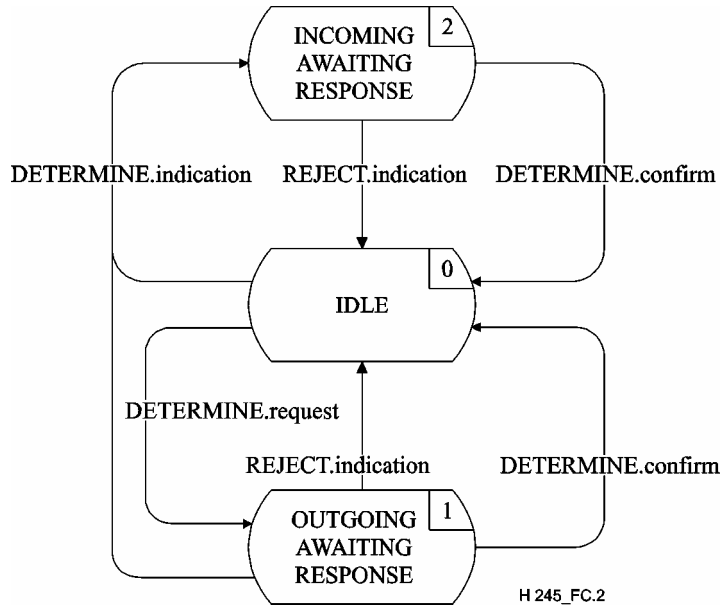 INCOMING
AWAITING
RESPONSE
2
DETERMINE.indication
REJECT.indication
DETERMINE.confirm
0
IDLE
DETERMINE.request
REJECT.indication
DETERMINE.confirm
OUTGOING
AWAITING
RESPONSE
1
H 245_FC.2